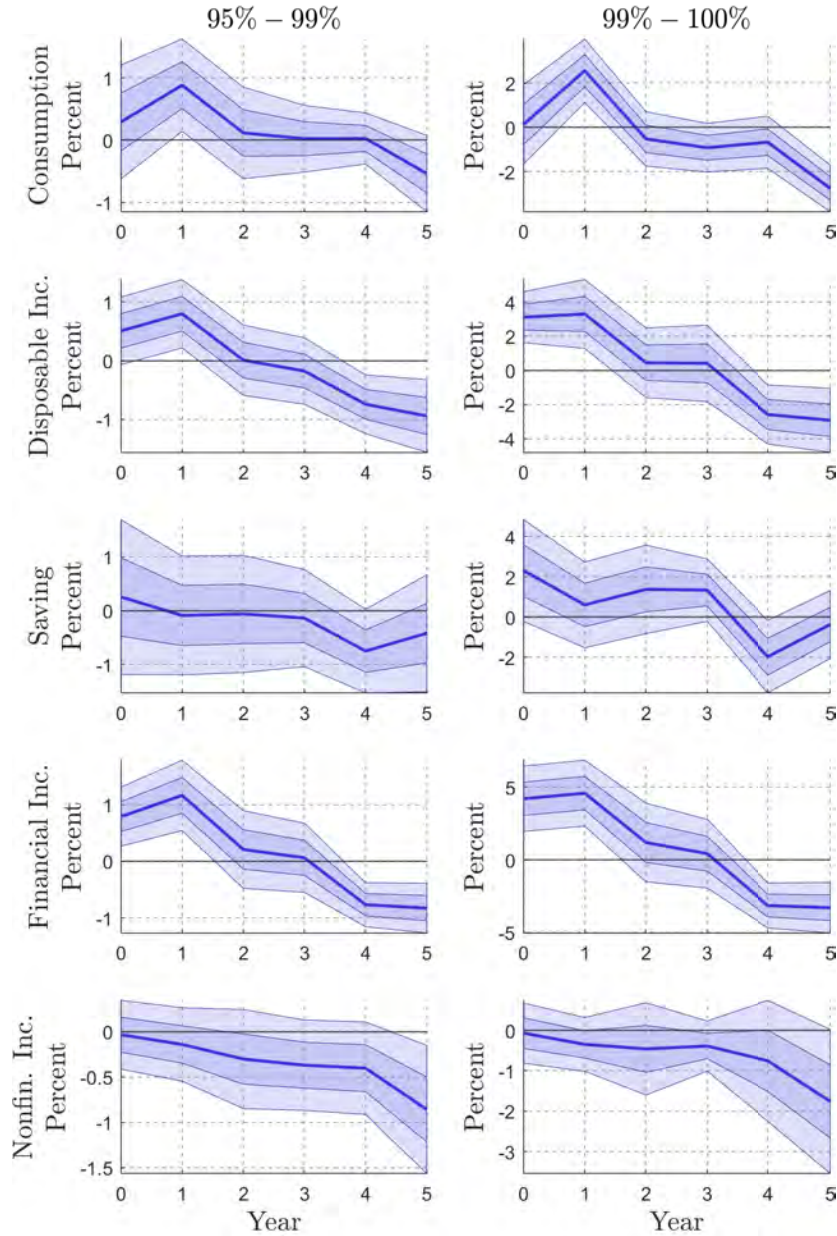 95% – 99%
99% – 100%
Consumption
Percent
1
0
-1
0 1 2 3 4 5
Percent
2
0
-2
0 1 2 3 4 5
Disposable Inc.
Percent
1
0
-1
0 1 2 3 4 5
Percent
4
2
0
-2
-4
0 1 2 3 4 5
Saving
Percent
1
0
-1
0 1 2 3 4 5
Percent
4
2
0
-2
0 1 2 3 4 5
Financial Inc.
Percent
1
0
-1
0 1 2 3 4 5
Percent
5
0
-5
0 1 2 3 4 5
Nonfin. Inc.
Percent
0
-0.5
-1
-1.5
0 1 2 3 4 5
Year
Percent
0
-1
-2
-3
0 1 2 3 4 5
Year